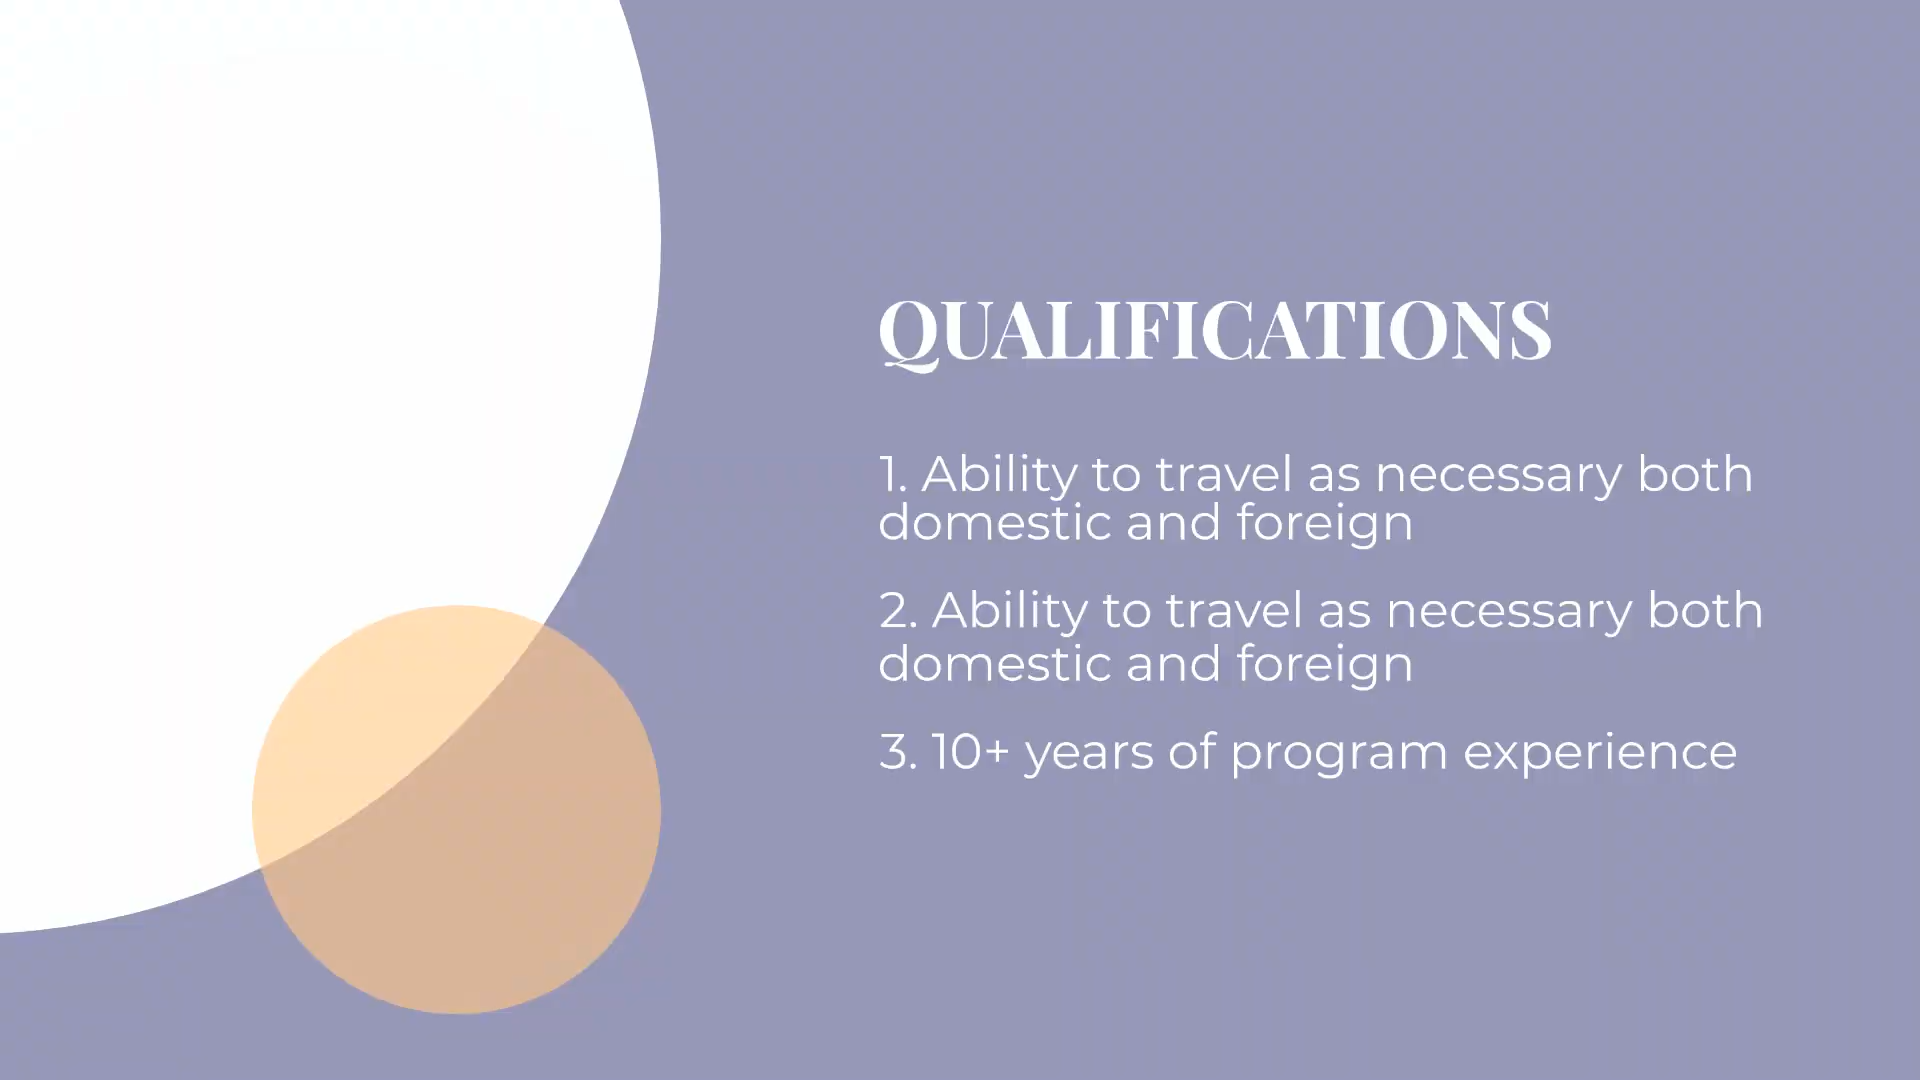 QUALIFICATIONS
1. Ability to travel as necessary both
domestic and foreign
2. Ability to travel as necessary both
domestic and foreign
3. 10+ years of program experience